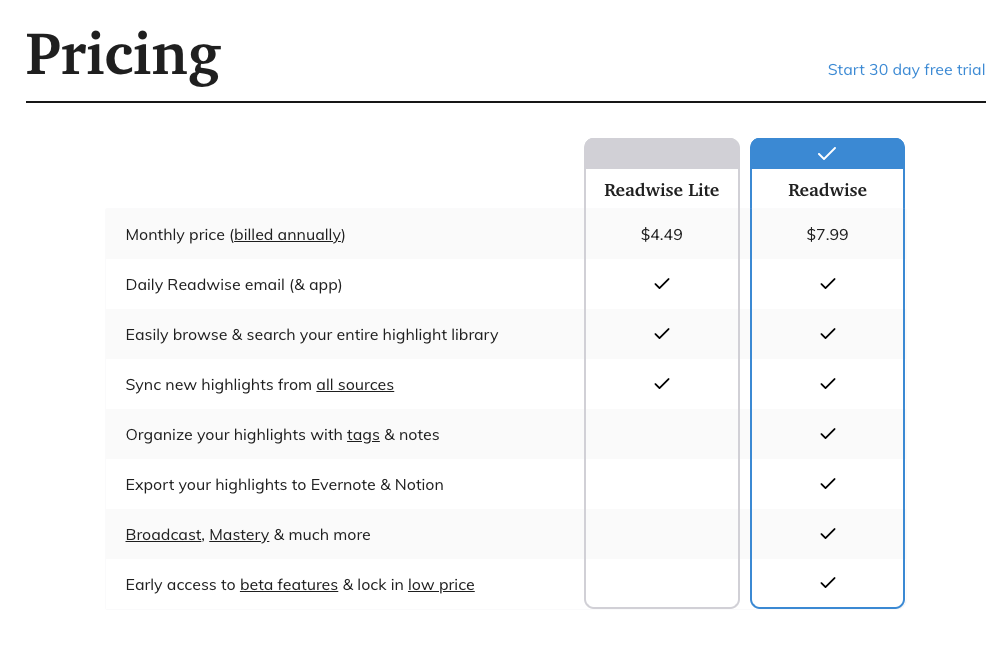 Pricing
Start 30 day free trial
Readwise Lite Readwise
Monthly price (billed annually) $4.49 $7.99
Daily Readwise email (& app)
Easily browse & search your entire highlight library
Sync new highlights from all sources
Organize your highlights with tags & notes
Export your highlights to Evernote & Notion
Broadcast, Mastery & much more
Early access to beta features & lock in low price